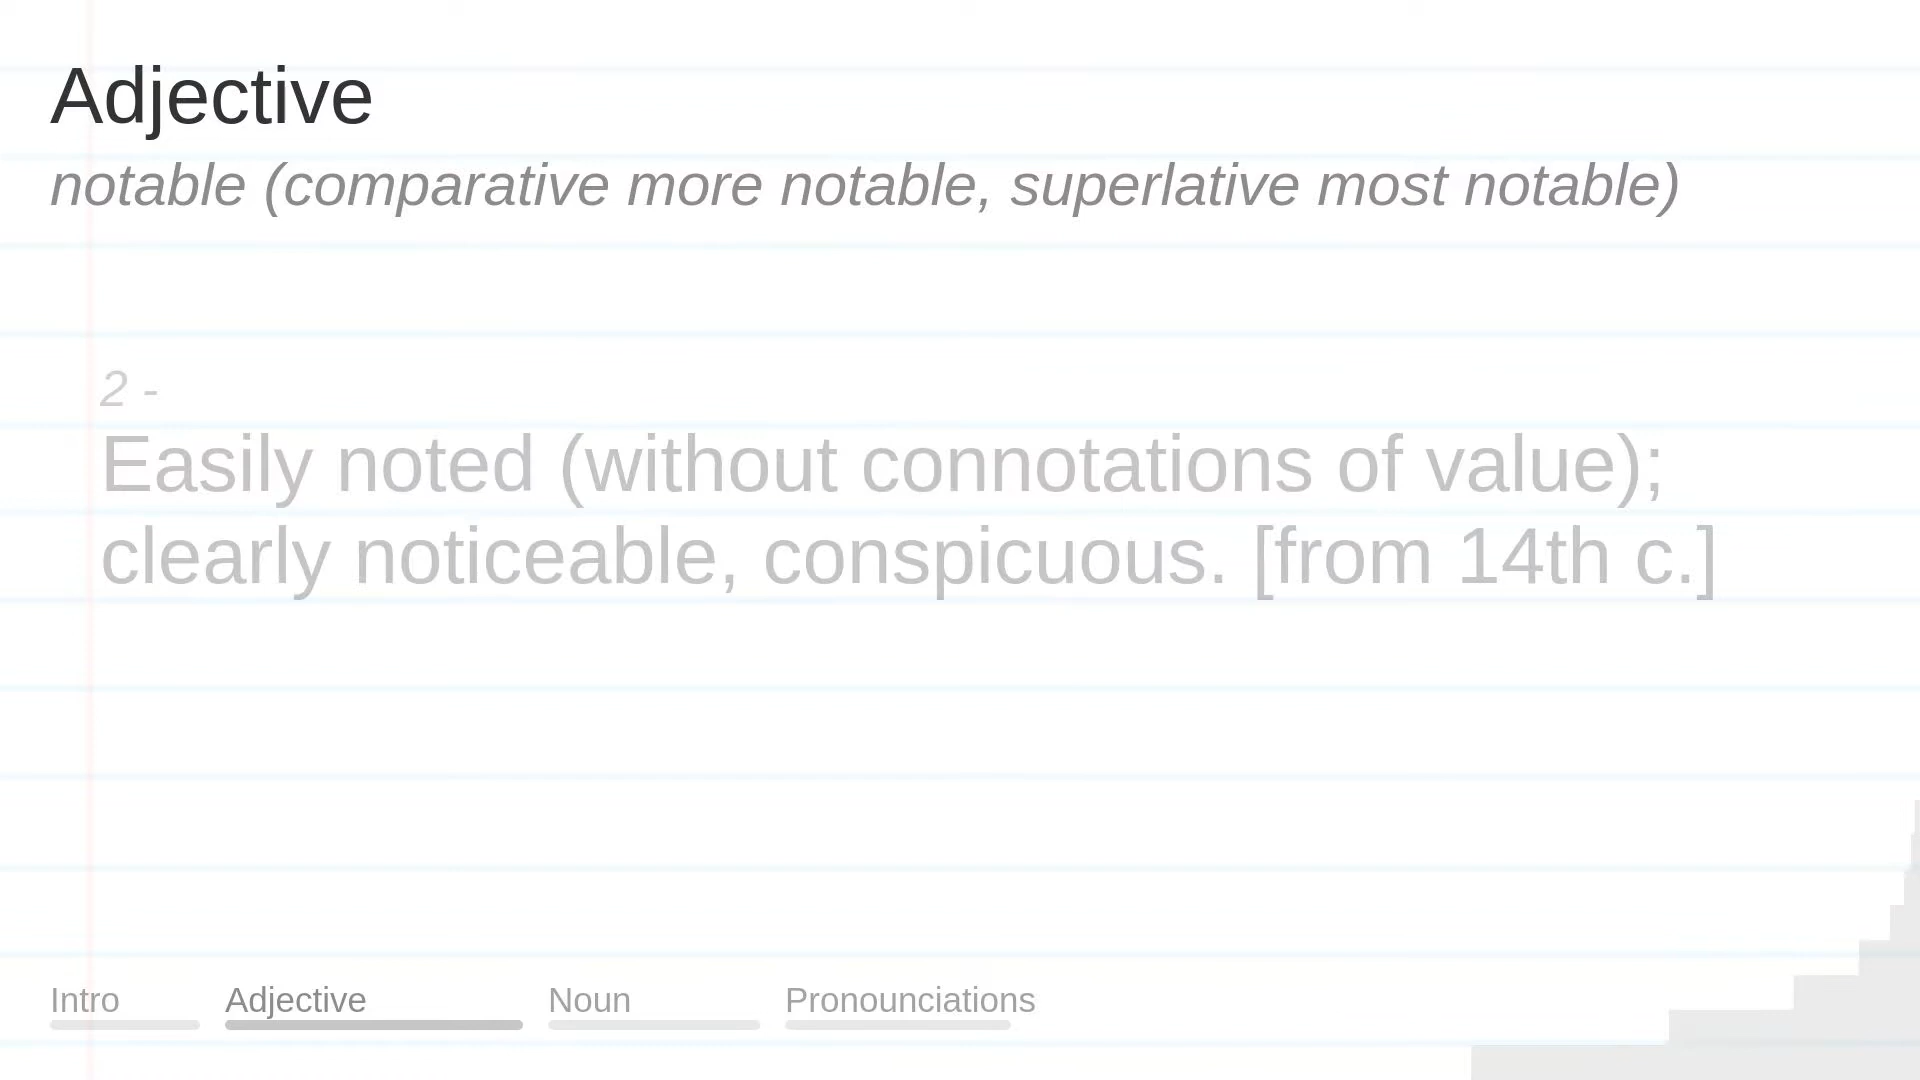 Adjective
notable (comparative more notable, superlative most notable)
2 -
Easily noted (without connotations of value);
clearly noticeable, conspicuous. [from 14th c.]
Intro
Adjective
Noun
Pronounciations